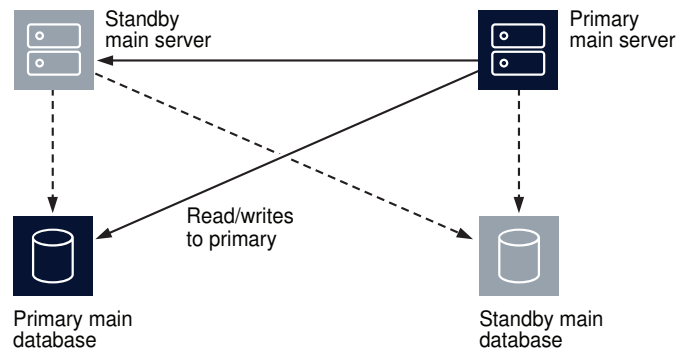 Standby
main server
Primary
main server
Read/writes
to primary
Primary main
database
Standby main
database